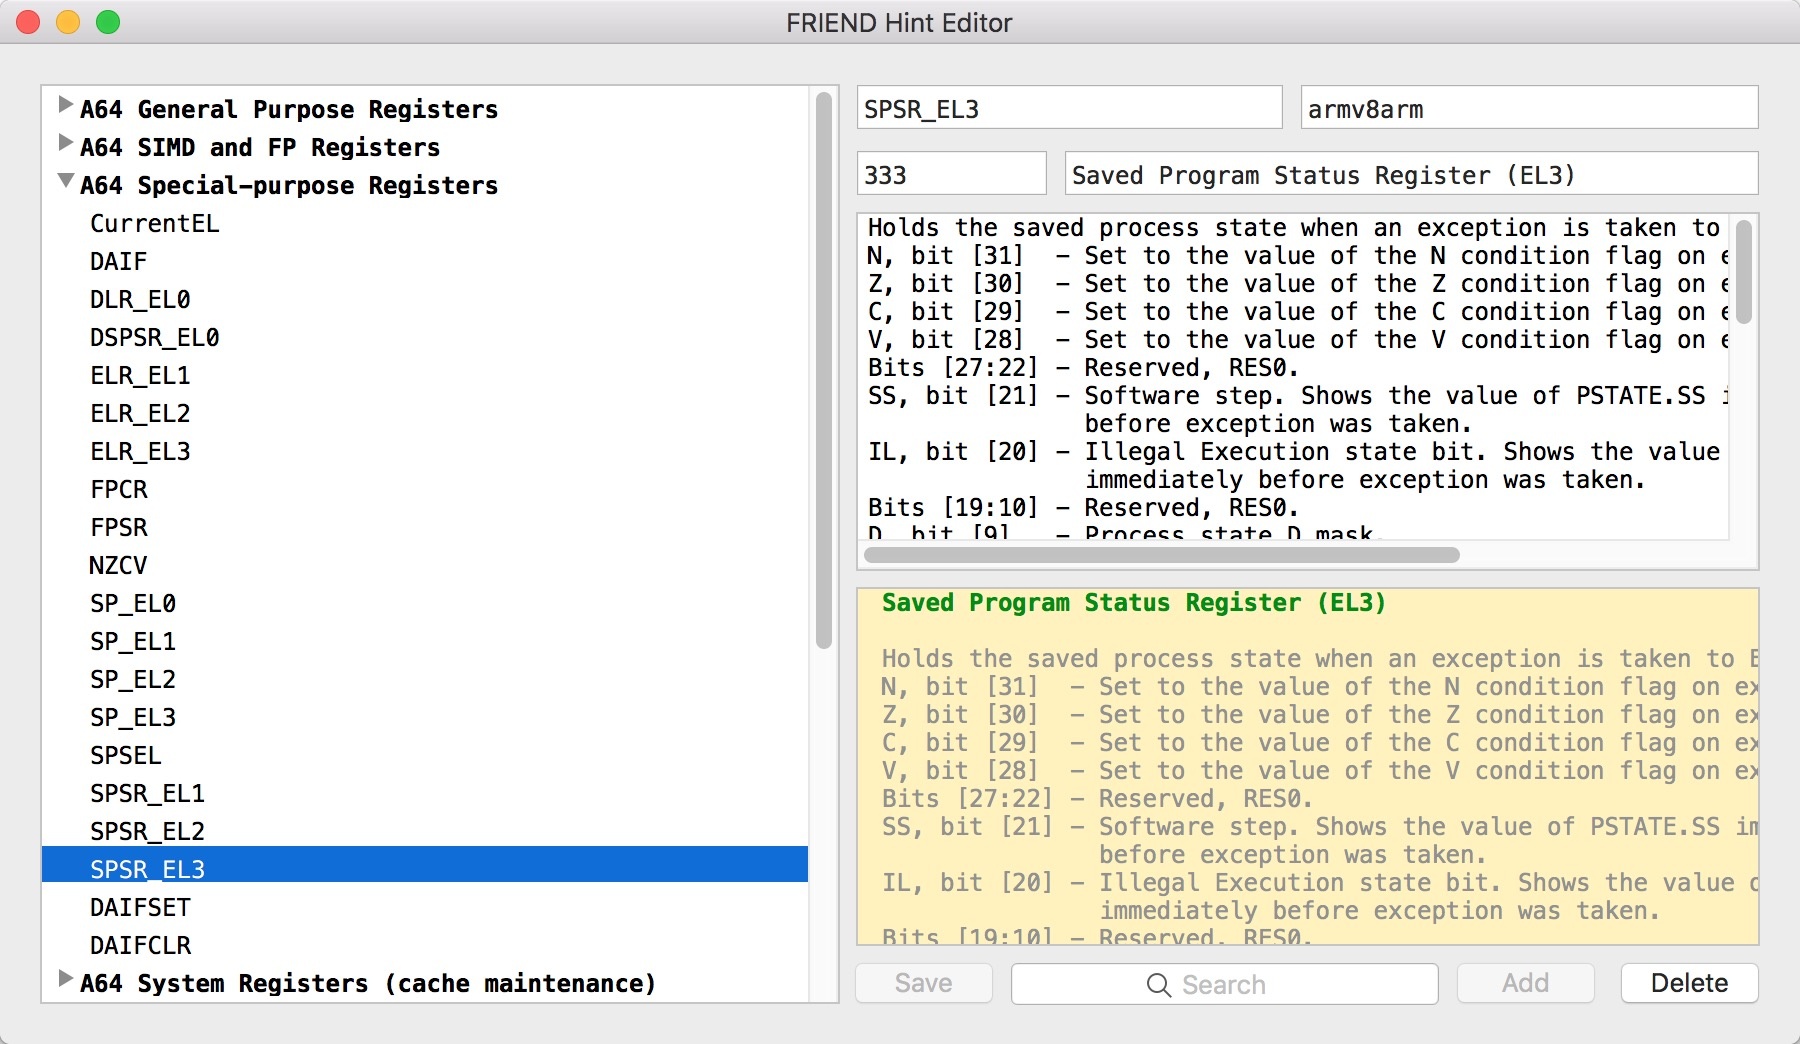 FRIEND Hint Editor
A64 General Purpose Registers
A64 SIMD and FP Registers
A64 Special-purpose Registers
CurrentEL
DAIF
DLR_EL0
DSPSR_EL0
ELR_EL1
ELR_EL2
ELR_EL3
FPCR
FPSR
NZCV
SP_EL0
SP_EL1
SP_EL2
SP_EL3
SPSEL
SPSR_EL1
SPSR_EL2
SPSR_EL3
DAIFSET
DAIFCLR
A64 System Registers (cache maintenance)
SPSR_EL3
armv8arm
333
Saved Program Status Register (EL3)
Holds the saved process state when an exception is taken to
N, bit [31] - Set to the value of the N condition flag on
Z, bit [30] - Set to the value of the Z condition flag on
C, bit [29] - Set to the value of the C condition flag on
V, bit [28] - Set to the value of the V condition flag on
Bits [27:22] - Reserved, RES0.
SS, bit [21] - Software step. Shows the value of PSTATE.SS
before exception was taken.
IL, bit [20] - Illegal Execution state bit. Shows the value
immediately before exception was taken.
Bits [19:10] - Reserved, RES0.
D, bit [9] - Process state D mask.
Saved Program Status Register (EL3)
Holds the saved process state when an exception is taken to
N, bit [31] - Set to the value of the N condition flag on ex
Z, bit [30] - Set to the value of the Z condition flag on ex
C, bit [29] - Set to the value of the C condition flag on ex
V, bit [28] - Set to the value of the V condition flag on ex
Bits [27:22] - Reserved, RES0.
SS, bit [21] - Software step. Shows the value of PSTATE.SS im
before exception was taken.
IL, bit [20] - Illegal Execution state bit. Shows the value
immediately before exception was taken.
Bits [19:10] - Reserved, RES0.
Save
Search
Add
Delete